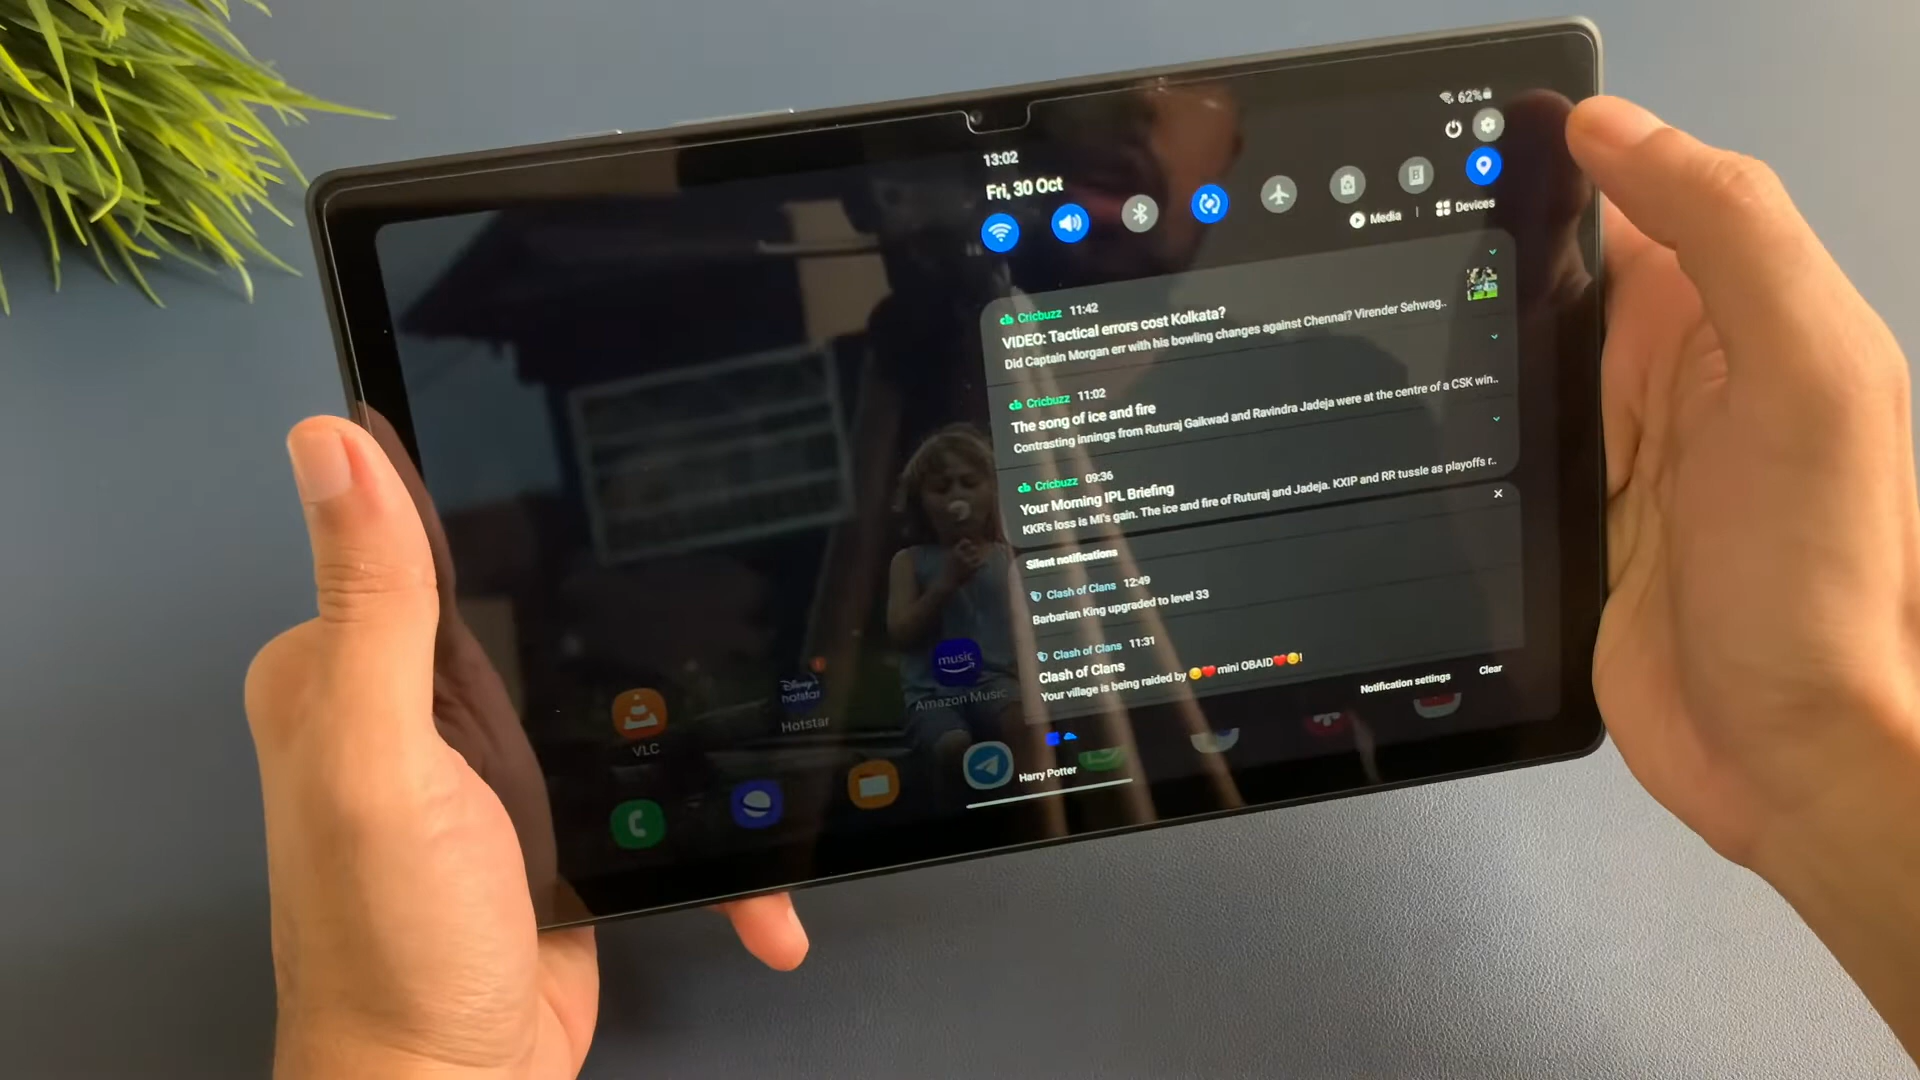 62%
13:02
Fri, 30 Oct
Media | Devices
Cricbuzz 11:42
VIDEO: Tactical errors cost Kolkata?
Did Captain Morgan err with his bowling changes against Chennai? Virender Sehwag..
Cricbuzz 11:02
The song of ice and fire
Contrasting innings from Ruturaj Gaikwad and Ravindra Jadeja were at the centre of a CSK win..
Cricbuzz 09:36
Your Morning IPL Briefing
KKR's loss is MI's gain. The ice and fire of Ruturaj and Jadeja. KXIP and RR tussle as playoffs r..
Silent notifications
Clash of Clans 12:49
Barbarian King upgraded to level 33
Clash of Clans 11:31
Clash of Clans
Your village is being raided by 😊❤️ mini OBAID❤️😊!
Notification settings
Clear
music
Disney+
hotstar
Amazon Music
Hotstar
VLC
Harry Potter